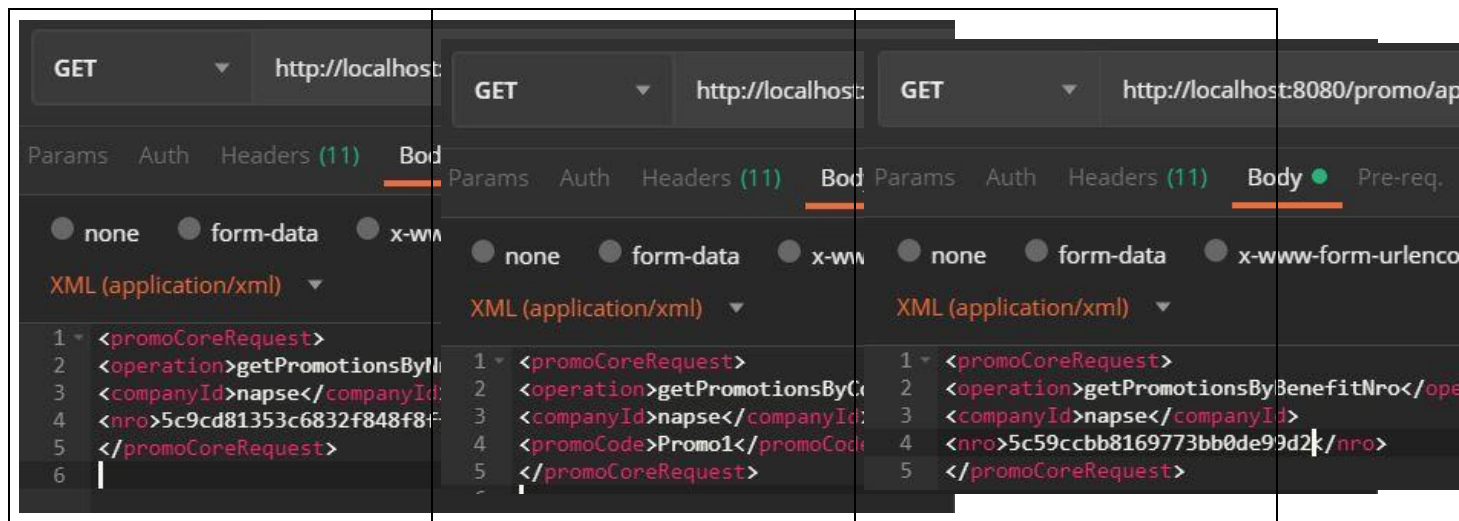 GET http://localhost:
Params Auth Headers (11) Bod
none form-data x-ww
XML (application/xml)
1 <promoCoreRequest>
2 <operation>getPromotionsByN
3 <companyId>napse</companyId>
4 <nro>5c9cd81353c6832f848f8f
5 </promoCoreRequest>
6
GET http://localhost:
Params Auth Headers (11) Body
none form-data x-ww
XML (application/xml)
1 <promoCoreRequest>
2 <operation>getPromotionsByCo
3 <companyId>napse</companyId>
4 <promoCode>Promo1</promoCode
5 </promoCoreRequest>
GET http://localhost:8080/promo/ap
Params Auth Headers (11) Body Pre-req.
none form-data x-www-form-urlenco
XML (application/xml)
1 <promoCoreRequest>
2 <operation>getPromotionsByBenefitNro</ope
3 <companyId>napse</companyId>
4 <nro>5c59ccbb8169773bb0de99d2</nro>
5 </promoCoreRequest>